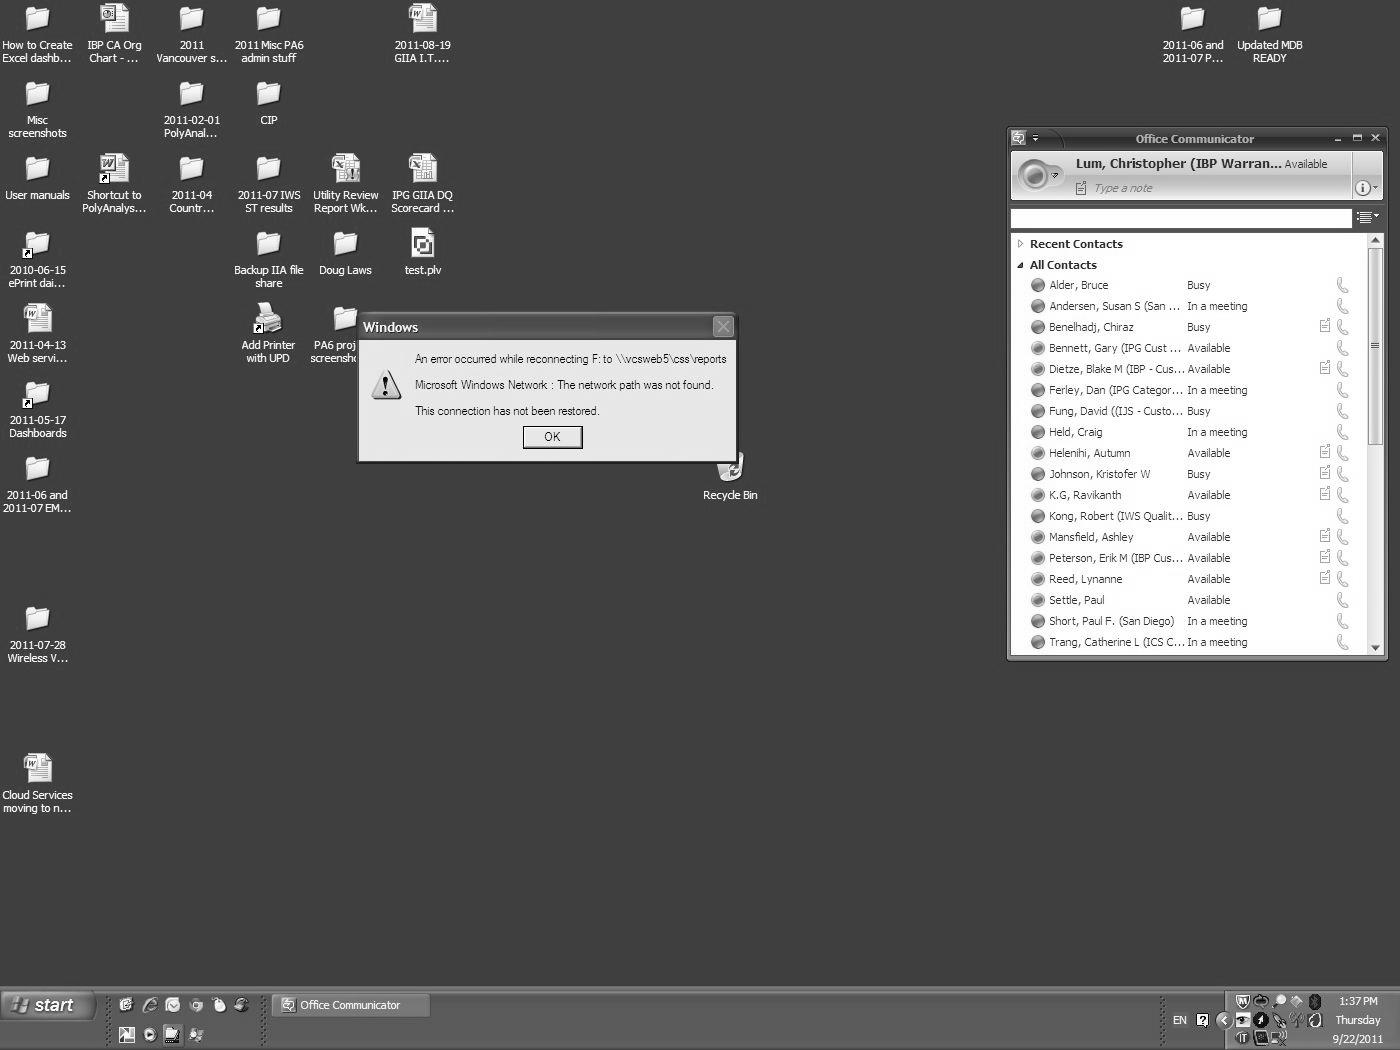 How to Create
Excel dashb...
IBP CA Org
Chart - ...
2011
Vancouver s...
2011 Misc PA6
admin stuff
2011-08-19
GIIA I.T....
2011-06 and
2011-07 P...
Updated MDB
READY
Misc
screenshots
2011-02-01
PolyAnal...
CIP
User manuals
Shortcut to
PolyAnalys...
2011-04
Countr...
2011-07 IWS
ST results
Utility Review
Report Wk...
IPG GIIA DQ
Scorecard ...
2010-06-15
ePrint dai...
Backup IIA file
share
Doug Laws
test.plv
2011-04-13
Web servi...
Add Printer
with UPD
PA6 proj
screensho
2011-05-17
Dashboards
2011-06 and
2011-07 EM...
2011-07-28
Wireless V...
Cloud Services
moving to n...
Recycle Bin
Windows
An error occurred while reconnecting F: to \\vcsweb5\css\reports
Microsoft Windows Network : The network path was not found.
This connection has not been restored.
OK
Office Communicator
Lum, Christopher (IBP Warran... Available
Type a note
Recent Contacts
All Contacts
Alder, Bruce Busy
Andersen, Susan S (San ... In a meeting
Benelhadj, Chiraz Busy
Bennett, Gary (IPG Cust ... Available
Dietze, Blake M (IBP - Cus... Available
Ferley, Dan (IPG Categor... In a meeting
Fung, David ((IJS - Custo... Busy
Held, Craig In a meeting
Helenihi, Autumn Available
Johnson, Kristofer W Busy
K.G, Ravikanth Available
Kong, Robert (IWS Qualit... Busy
Mansfield, Ashley Available
Peterson, Erik M (IBP Cus... Available
Reed, Lynanne Available
Settle, Paul Available
Short, Paul F. (San Diego) In a meeting
Trang, Catherine L (ICS C... In a meeting
start
Office Communicator
EN
1:37 PM
Thursday
9/22/2011